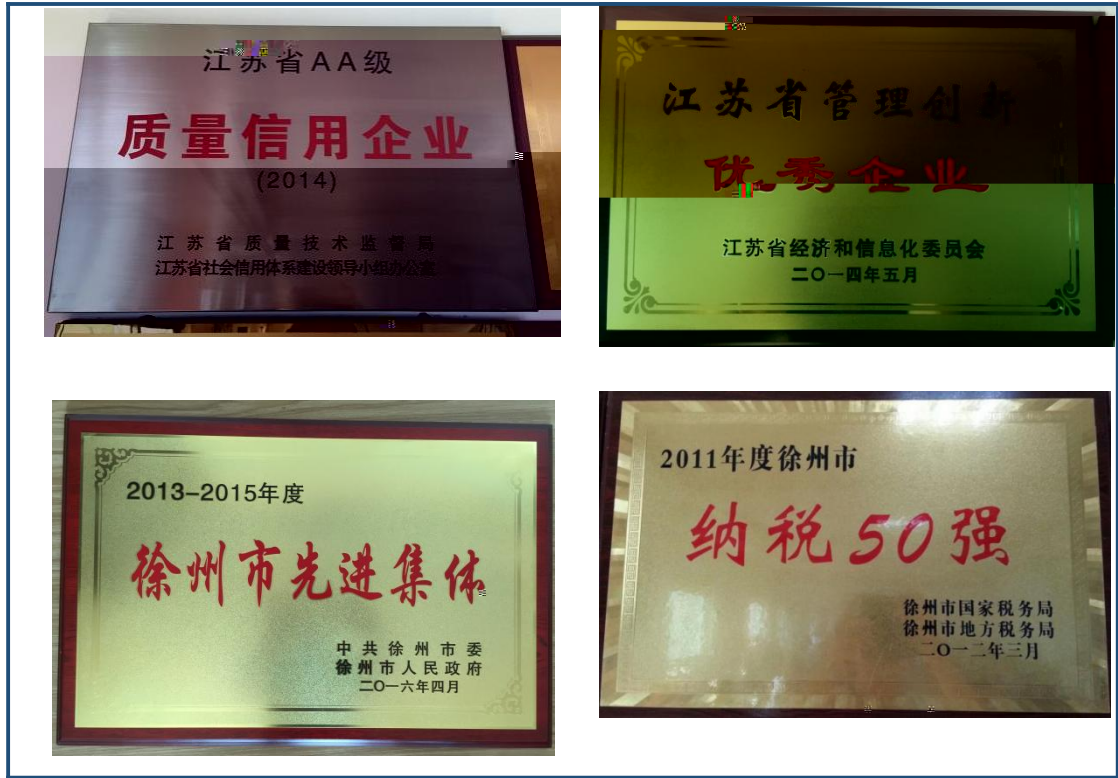 江苏省AA级
质量信用企业
(2014)
江苏省质量技术监督局
江苏省社会信用体系建设领导小组办公室
江苏省管理创新
优秀企业
江苏省经济和信息化委员会
二〇一四年五月
2013-2015年度
徐州市先进集体
中共徐州市委
徐州市人民政府
二〇一六年四月
2011年度徐州市
纳税50强
徐州市国家税务局
徐州市地方税务局
二〇一二年三月